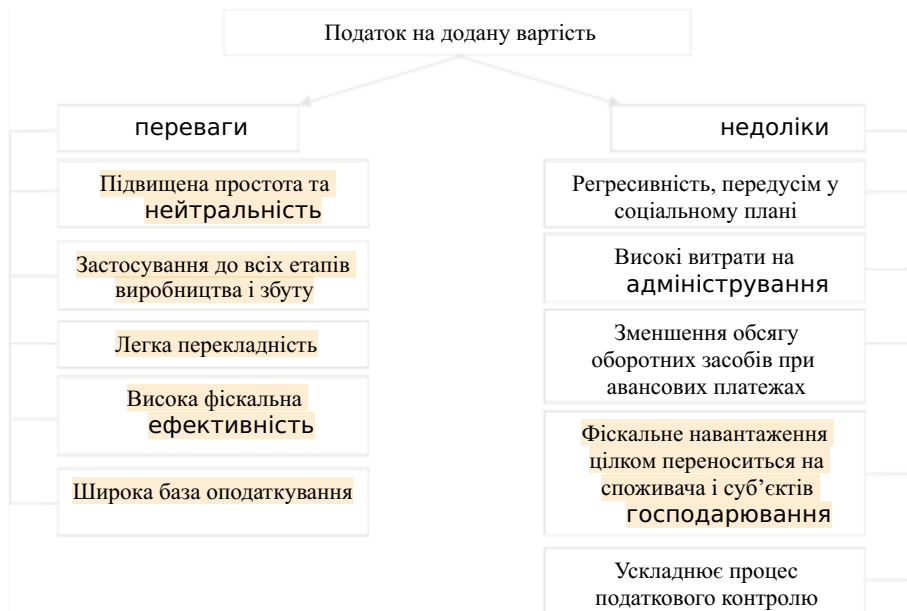 Податок на додану вартість
переваги
Підвищена простота та
нейтральність
Застосування до всіх етапів
виробництва і збуту
Легка перекладність
Висока фіскальна
ефективність
Широка база оподаткування
недоліки
Регресивність, передусім у
соціальному плані
Високі витрати на
адміністрування
Зменшення обсягу
оборотних засобів при
авансових платежах
Фіскальне навантаження
цілком переноситься на
споживача і суб’єктів
господарювання
Ускладнює процес
податкового контролю